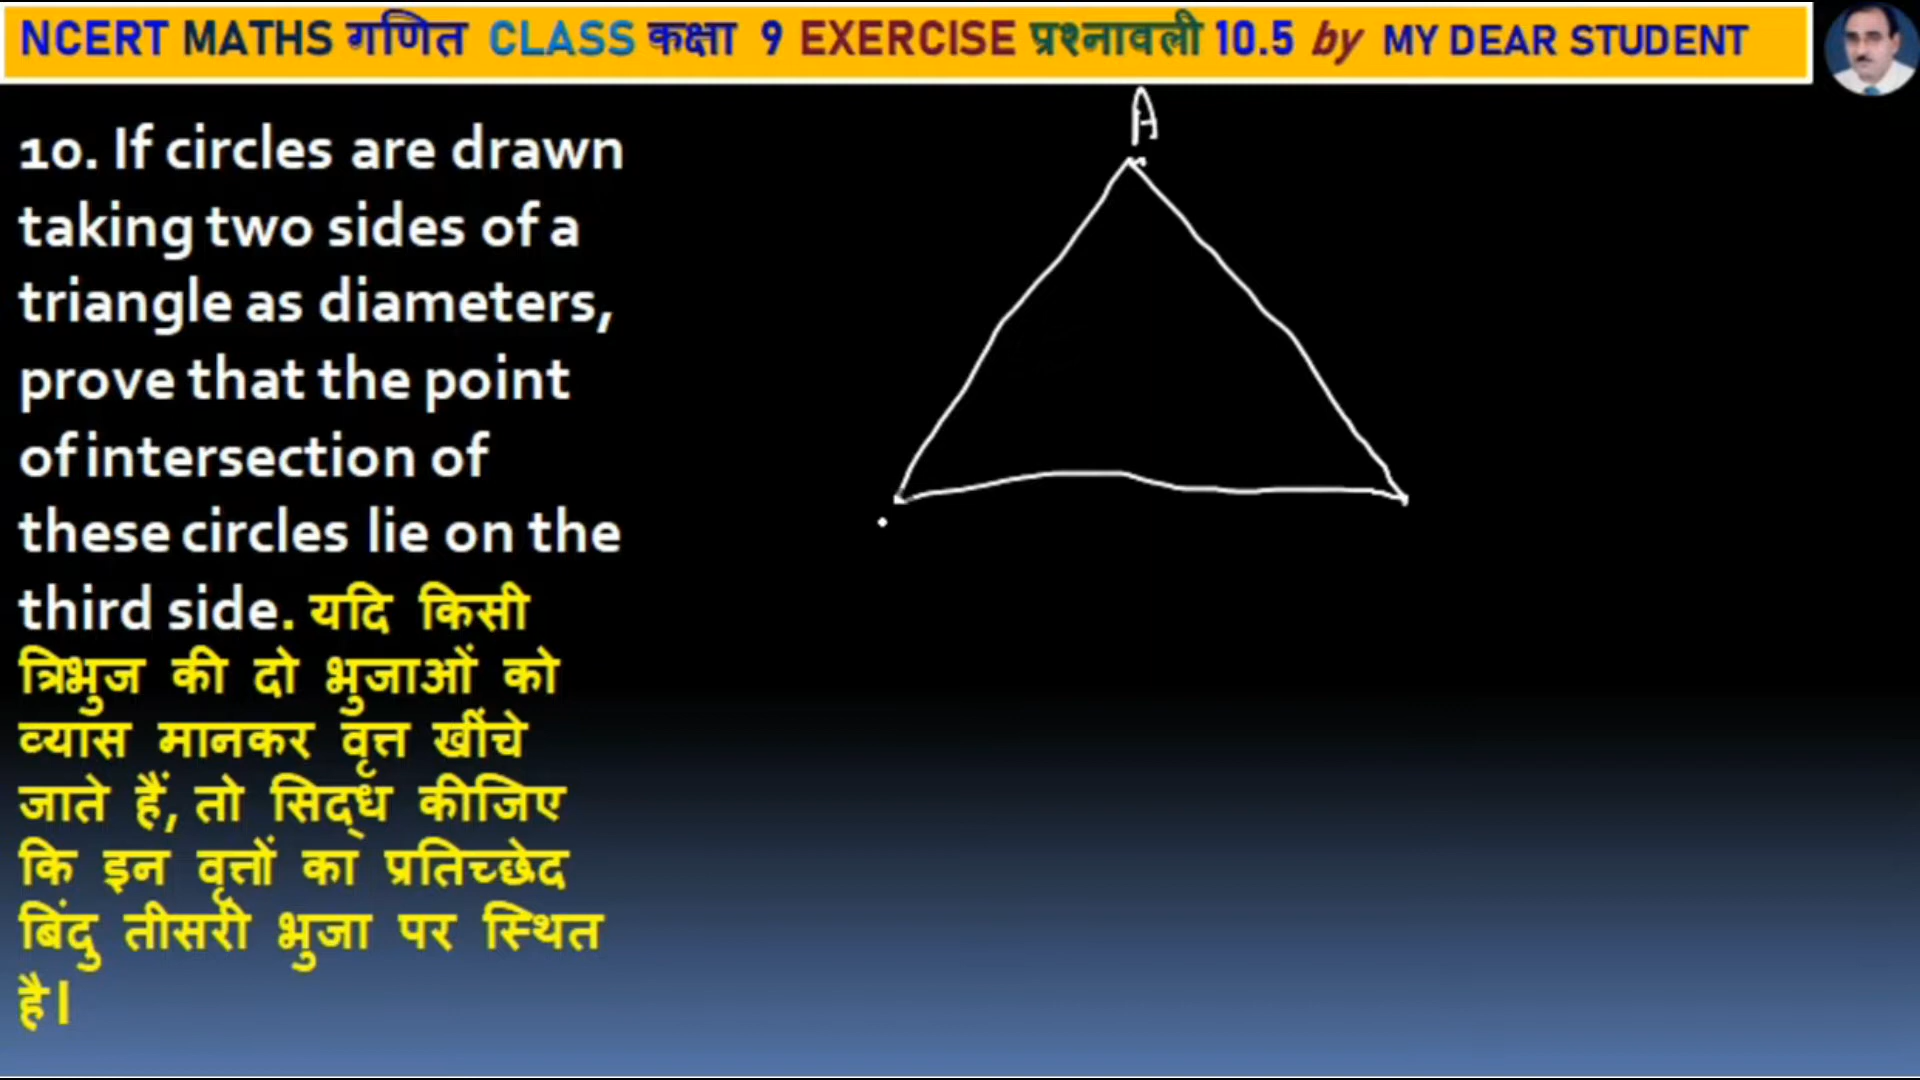 NCERT MATHS गणित CLASS कक्षा 9 EXERCISE प्रश्नावली 10.5 by MY DEAR STUDENT
A
10. If circles are drawn
taking two sides of a
triangle as diameters,
prove that the point
of intersection of
these circles lie on the
third side. यदि किसी
त्रिभुज की दो भुजाओं को
व्यास मानकर वृत्त खींचे
जाते हैं, तो सिद्ध कीजिए
कि इन वृत्तों का प्रतिच्छेद
बिंदु तीसरी भुजा पर स्थित
है।